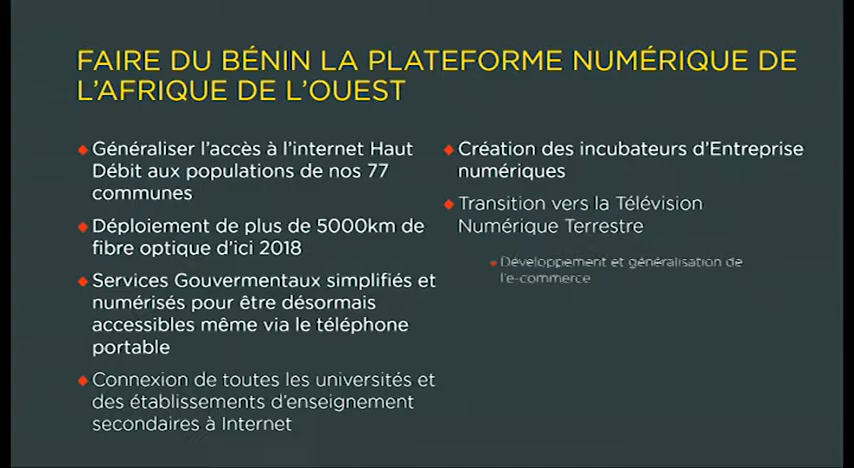 FAIRE DU BÉNIN LA PLATEFORME NUMÉRIQUE DE
L'AFRIQUE DE L'OUEST
Généraliser l'accès à l'internet Haut
Débit aux populations de nos 77
communes
Déploiement de plus de 5000km de
fibre optique d'ici 2018
Services Gouvermentaux simplifiés et
numérisés pour être désormais
accessibles même via le téléphone
portable
Connexion de toutes les universités et
des établissements d'enseignement
secondaires à Internet
Création des incubateurs d'Entreprise
numériques
Transition vers la Télévision
Numérique Terrestre
Développement et généralisation de
l'e-commerce